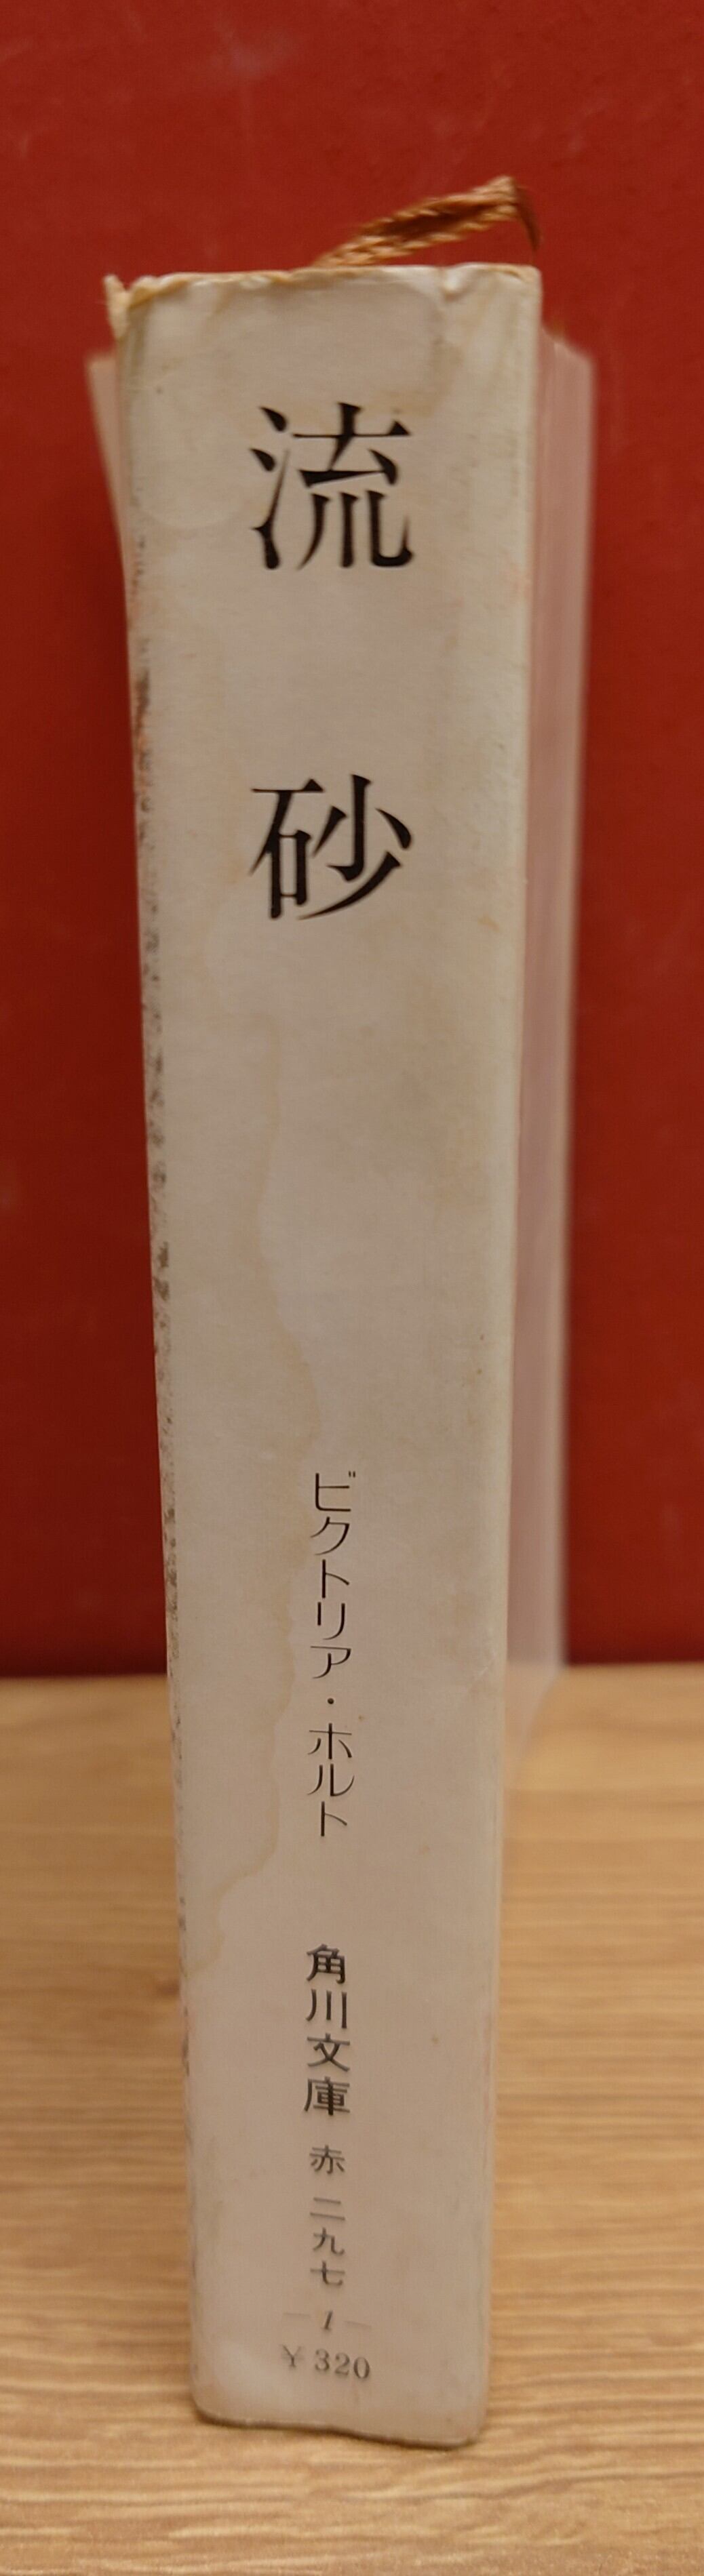 流砂
ビクトリア・ホルト
角川文庫
赤 二九七
—1—
¥320